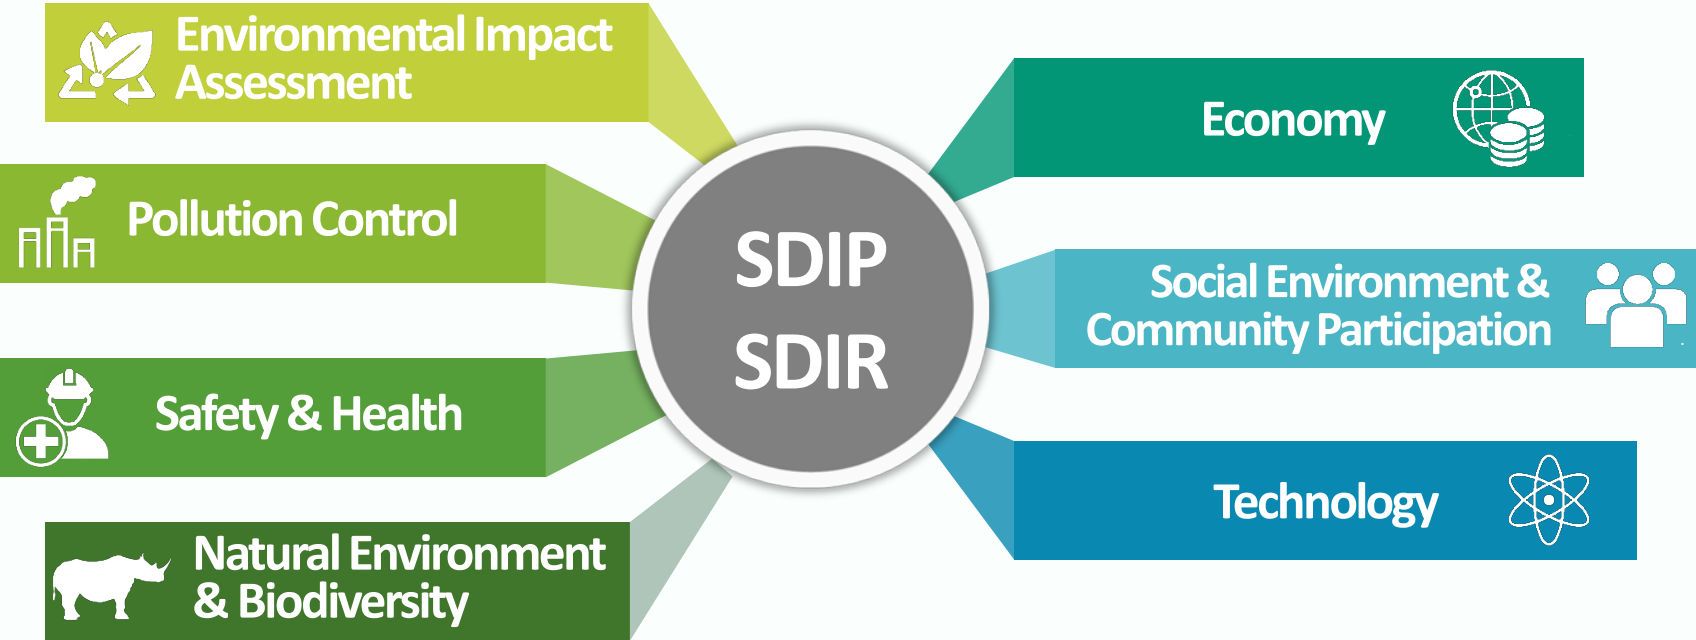 Environmental Impact
Assessment
Pollution Control
Safety & Health
Natural Environment
& Biodiversity
SDIP
SDIR
Economy
Social Environment &
Community Participation
Technology